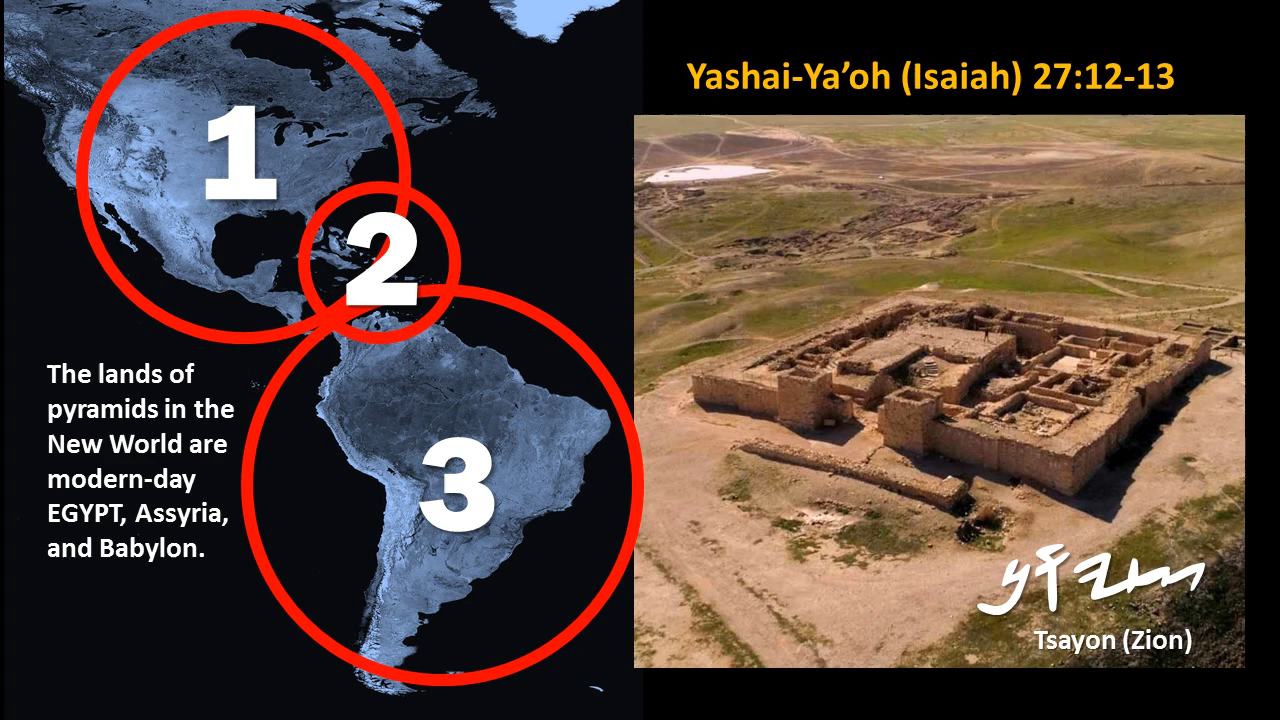 1
2
3
The lands of
pyramids in the
New World are
modern-day
EGYPT, Assyria,
and Babylon.
Yashai-Ya’oh (Isaiah) 27:12-13
𐤑𐤉𐤅𐤍
Tsayon (Zion)